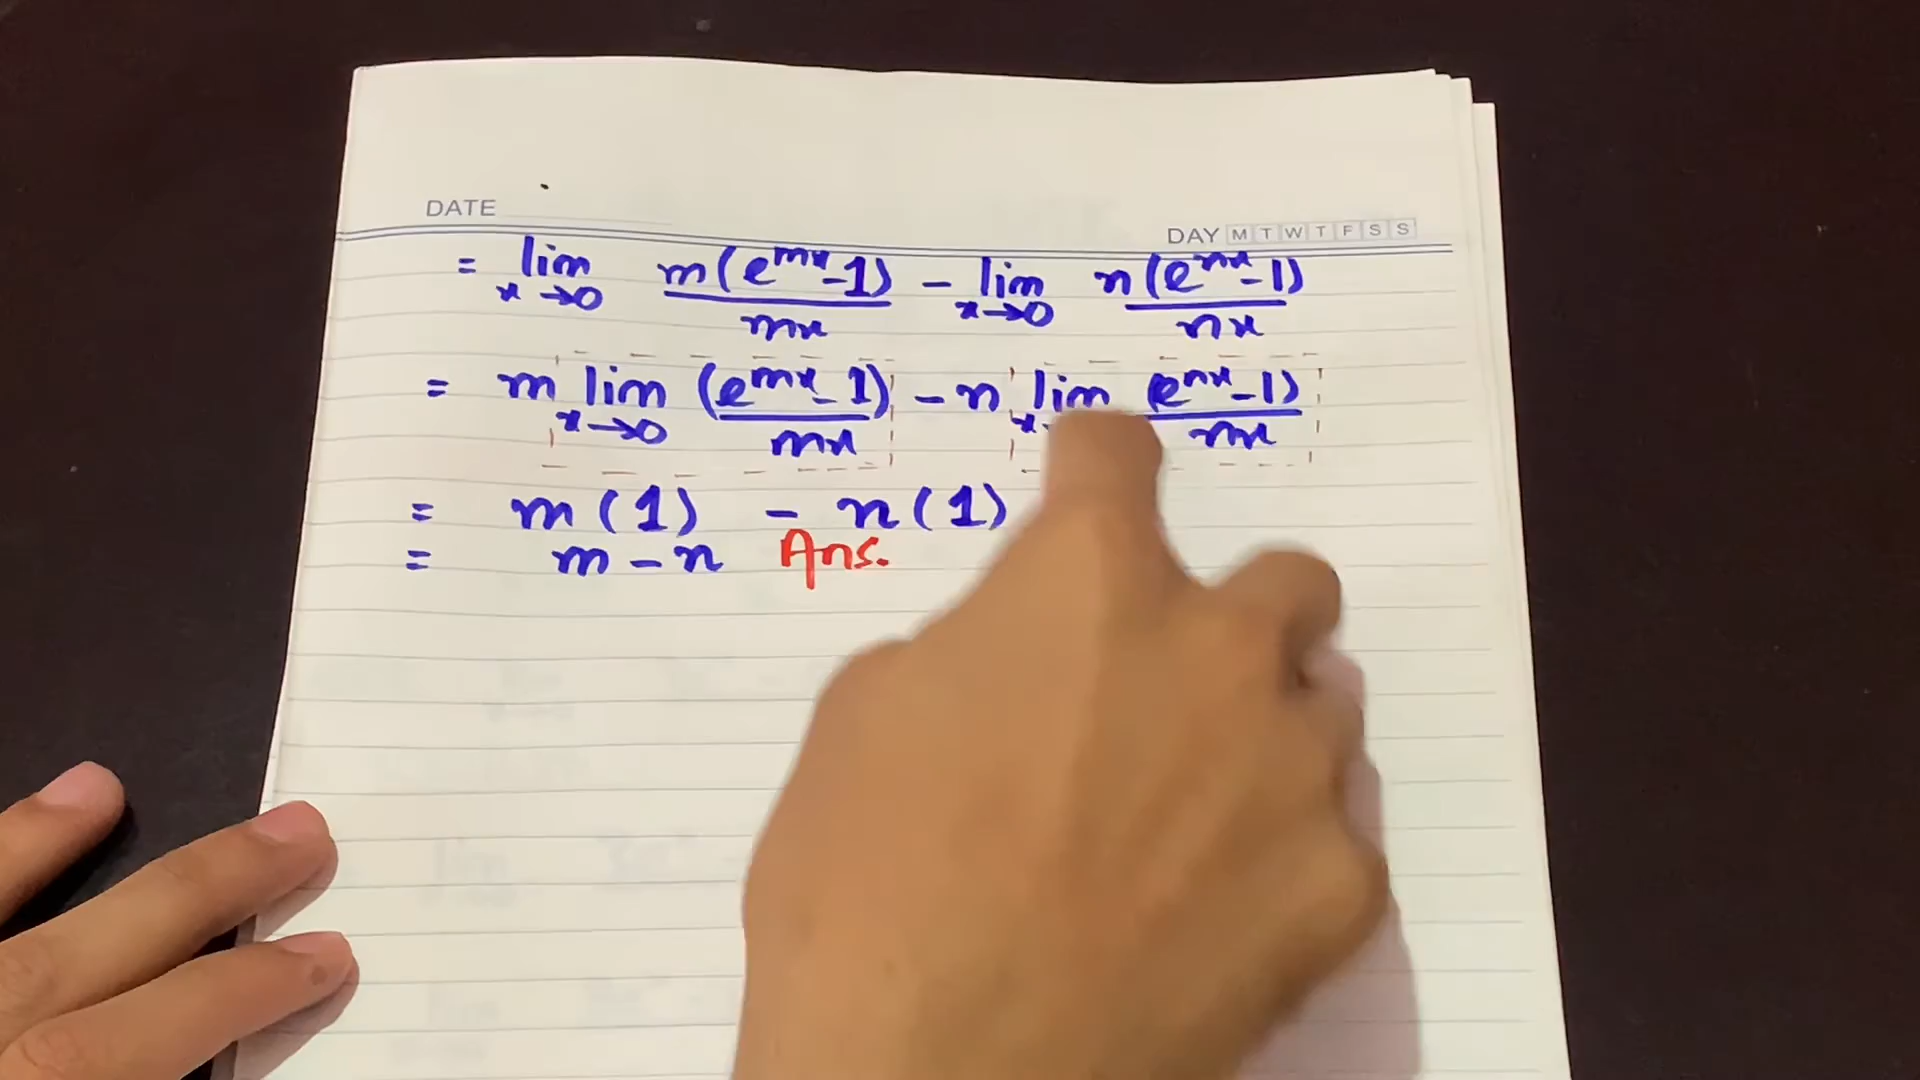 DATE
DAY M T W T F S S
= lim x→0 m(e^mx-1)/mx - lim x→0 n(e^nx-1)/nx
= m lim x→0 (e^mx-1)/mx - n lim (e^nx-1)/nx
= m(1) - n(1)
= m-n Ans.